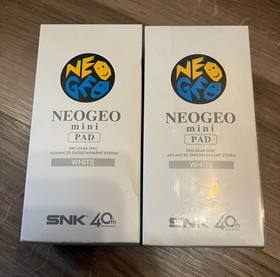 NEO
GEO
NEOGEO
mini
PAD
PRO-GEAR SPEC
ADVANCED ENTERTAINMENT SYSTEM
WHITE
SNK 40th
NEO
GEO
NEOGEO
mini
PAD
PRO-GEAR SPEC
ADVANCED ENTERTAINMENT SYSTEM
WHITE
SNK 40th